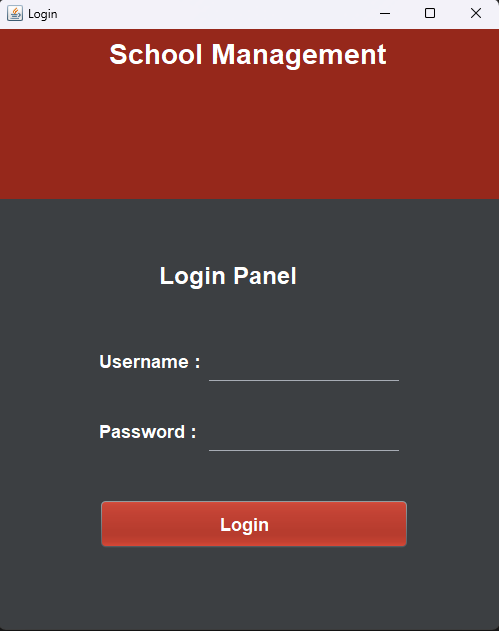 Login
School Management
Login Panel
Username :
Password :
Login